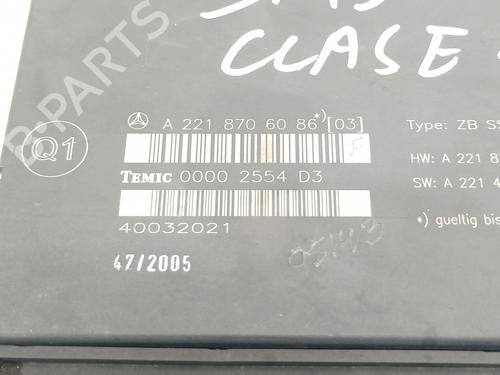 CLASE
B-PARTS
A 221 870 60 86 *) [03]
Type: ZB
Q1
F
HW: A 221
TEMIC 0000 2554 D3
SW: A 221 4
*) gueltig bis
40032021
47/2005